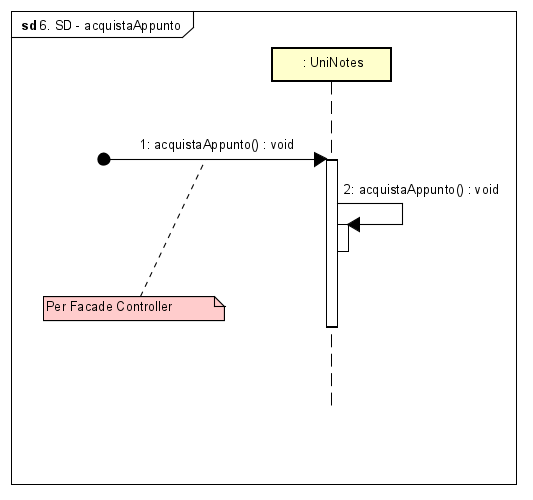 sd 6. SD - acquistaAppunto
: UniNotes
1: acquistaAppunto() : void
2: acquistaAppunto() : void
Per Facade Controller